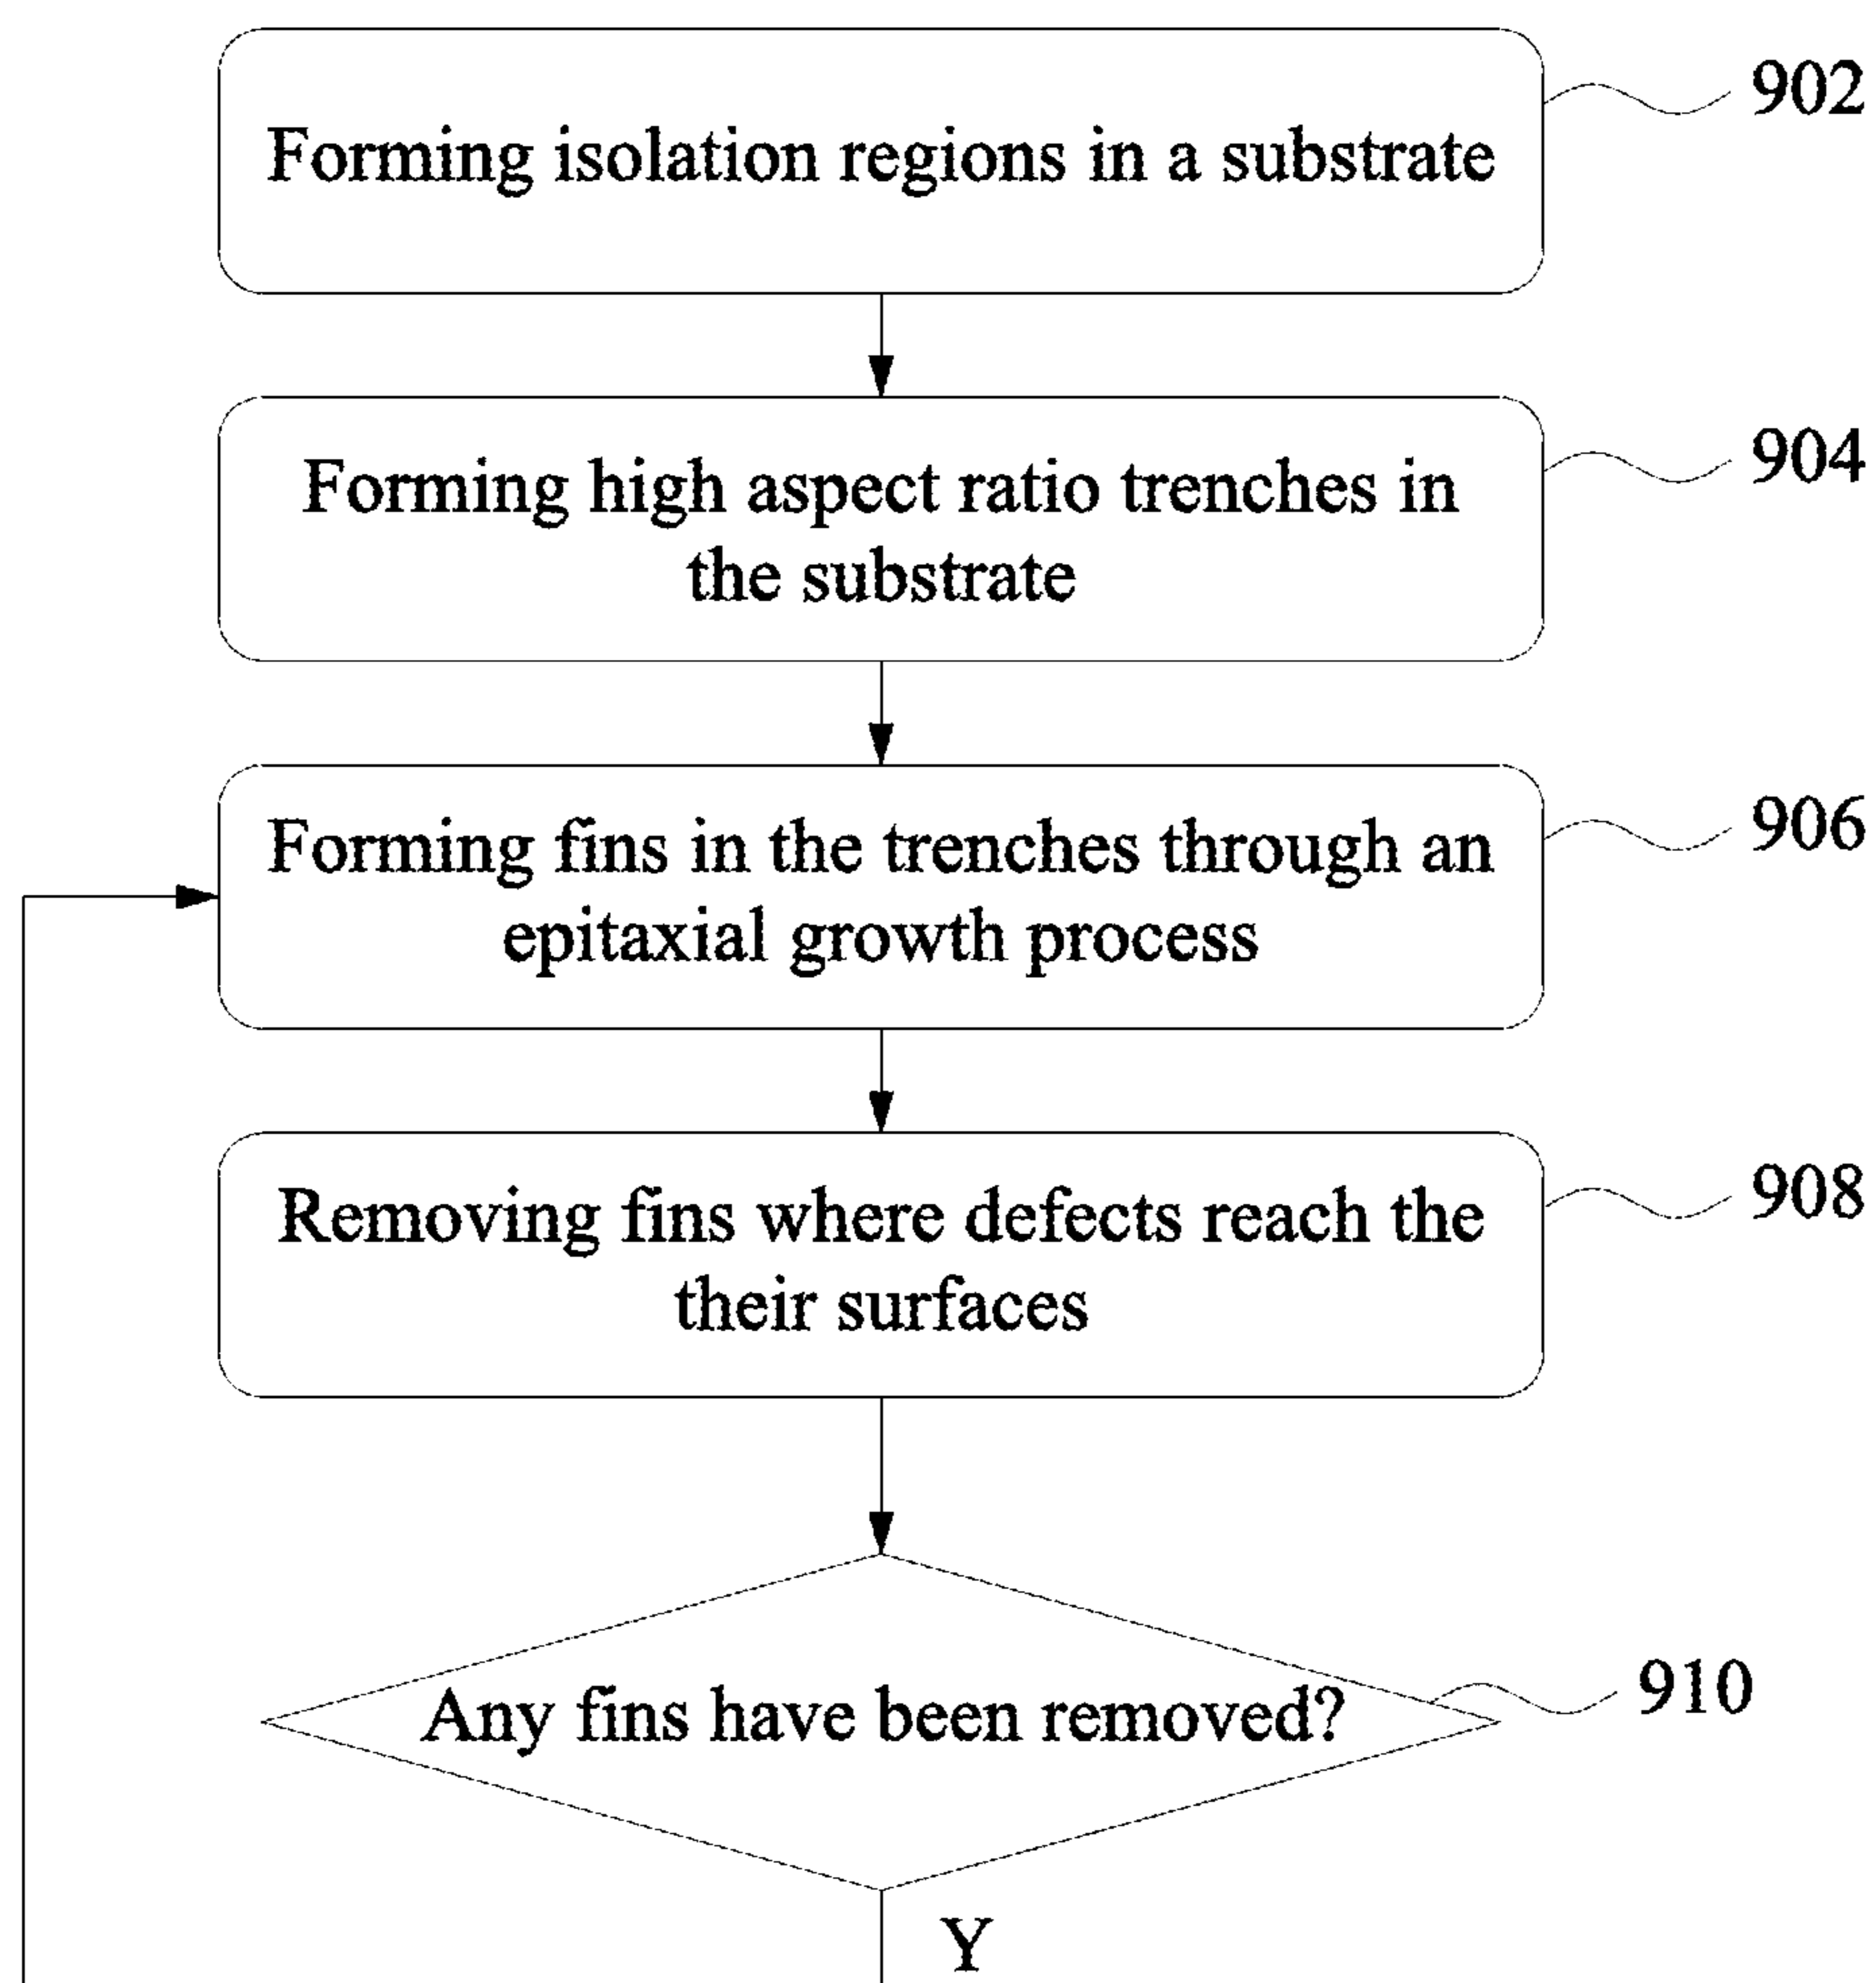 Forming isolation regions in a substrate
902
Forming high aspect ratio trenches in
the substrate
904
Forming fins in the trenches through an
epitaxial growth process
906
Removing fins where defects reach the
their surfaces
908
Any fins have been removed?
910
Y